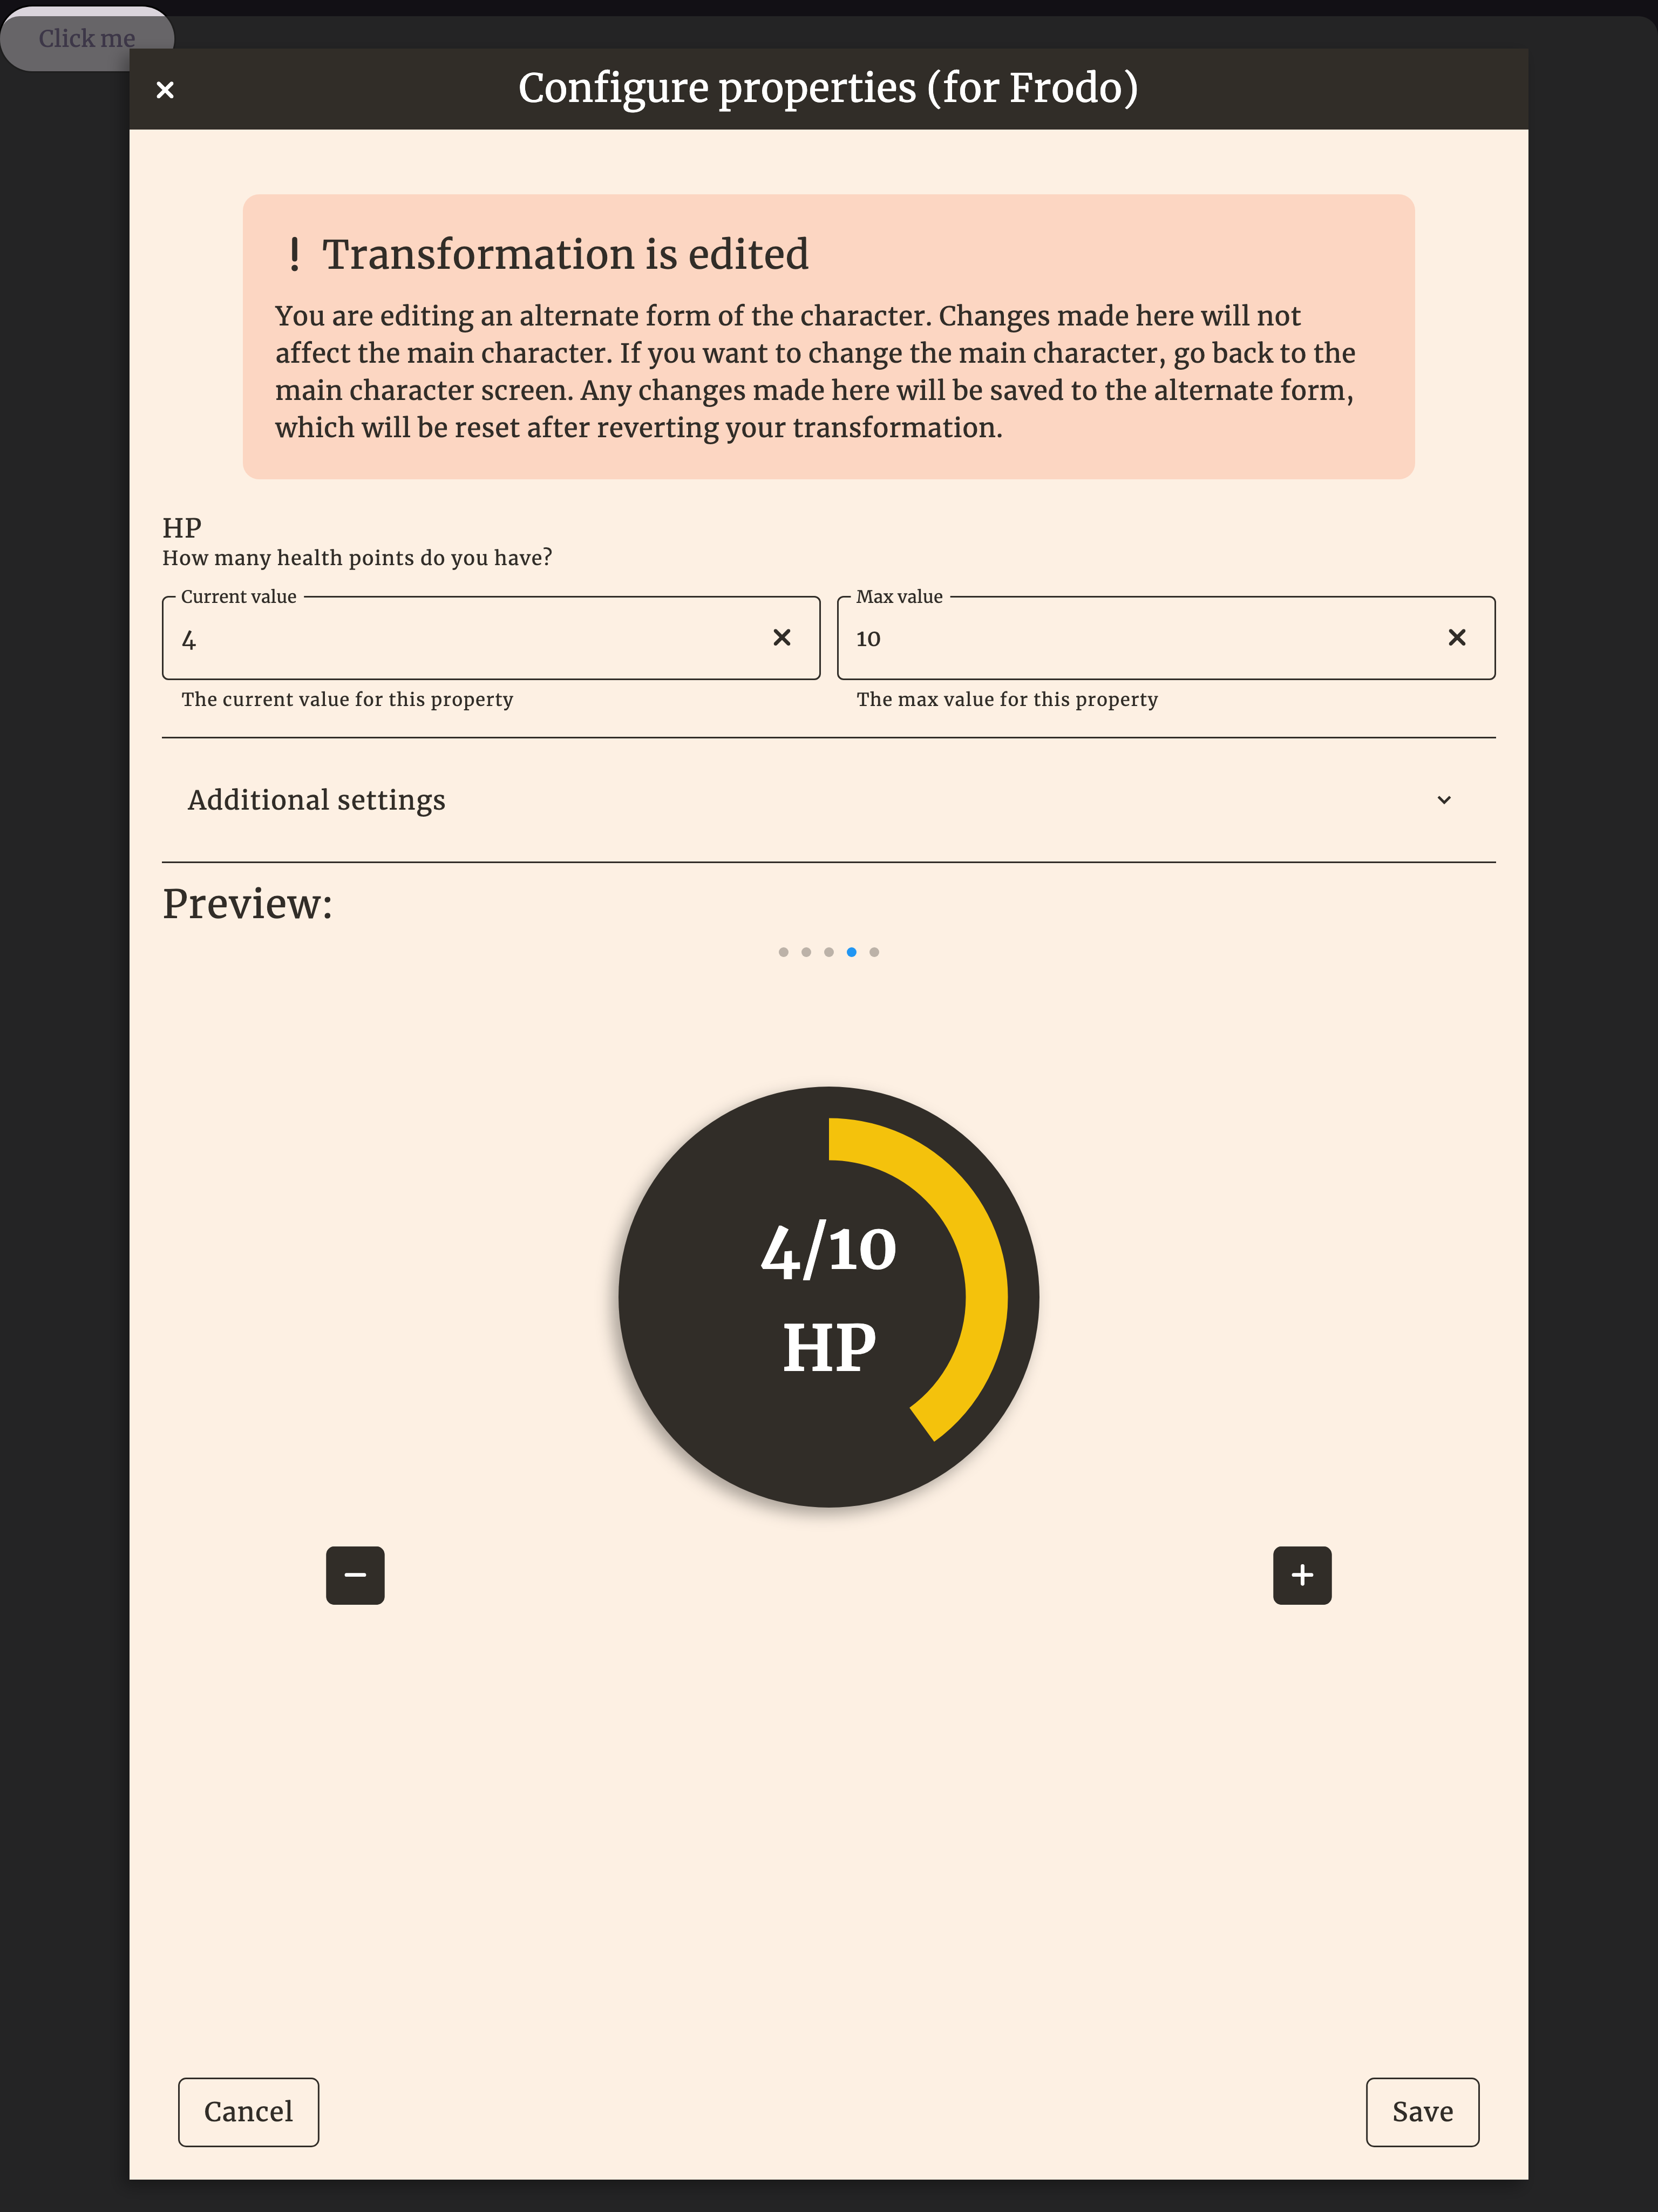 Click me
Configure properties (for Frodo)
! Transformation is edited
You are editing an alternate form of the character. Changes made here will not
affect the main character. If you want to change the main character, go back to the
main character screen. Any changes made here will be saved to the alternate form,
which will be reset after reverting your transformation.
HP
How many health points do you have?
Current value
4
The current value for this property
Max value
10
The max value for this property
Additional settings
Preview:
4/10
HP
Cancel
Save